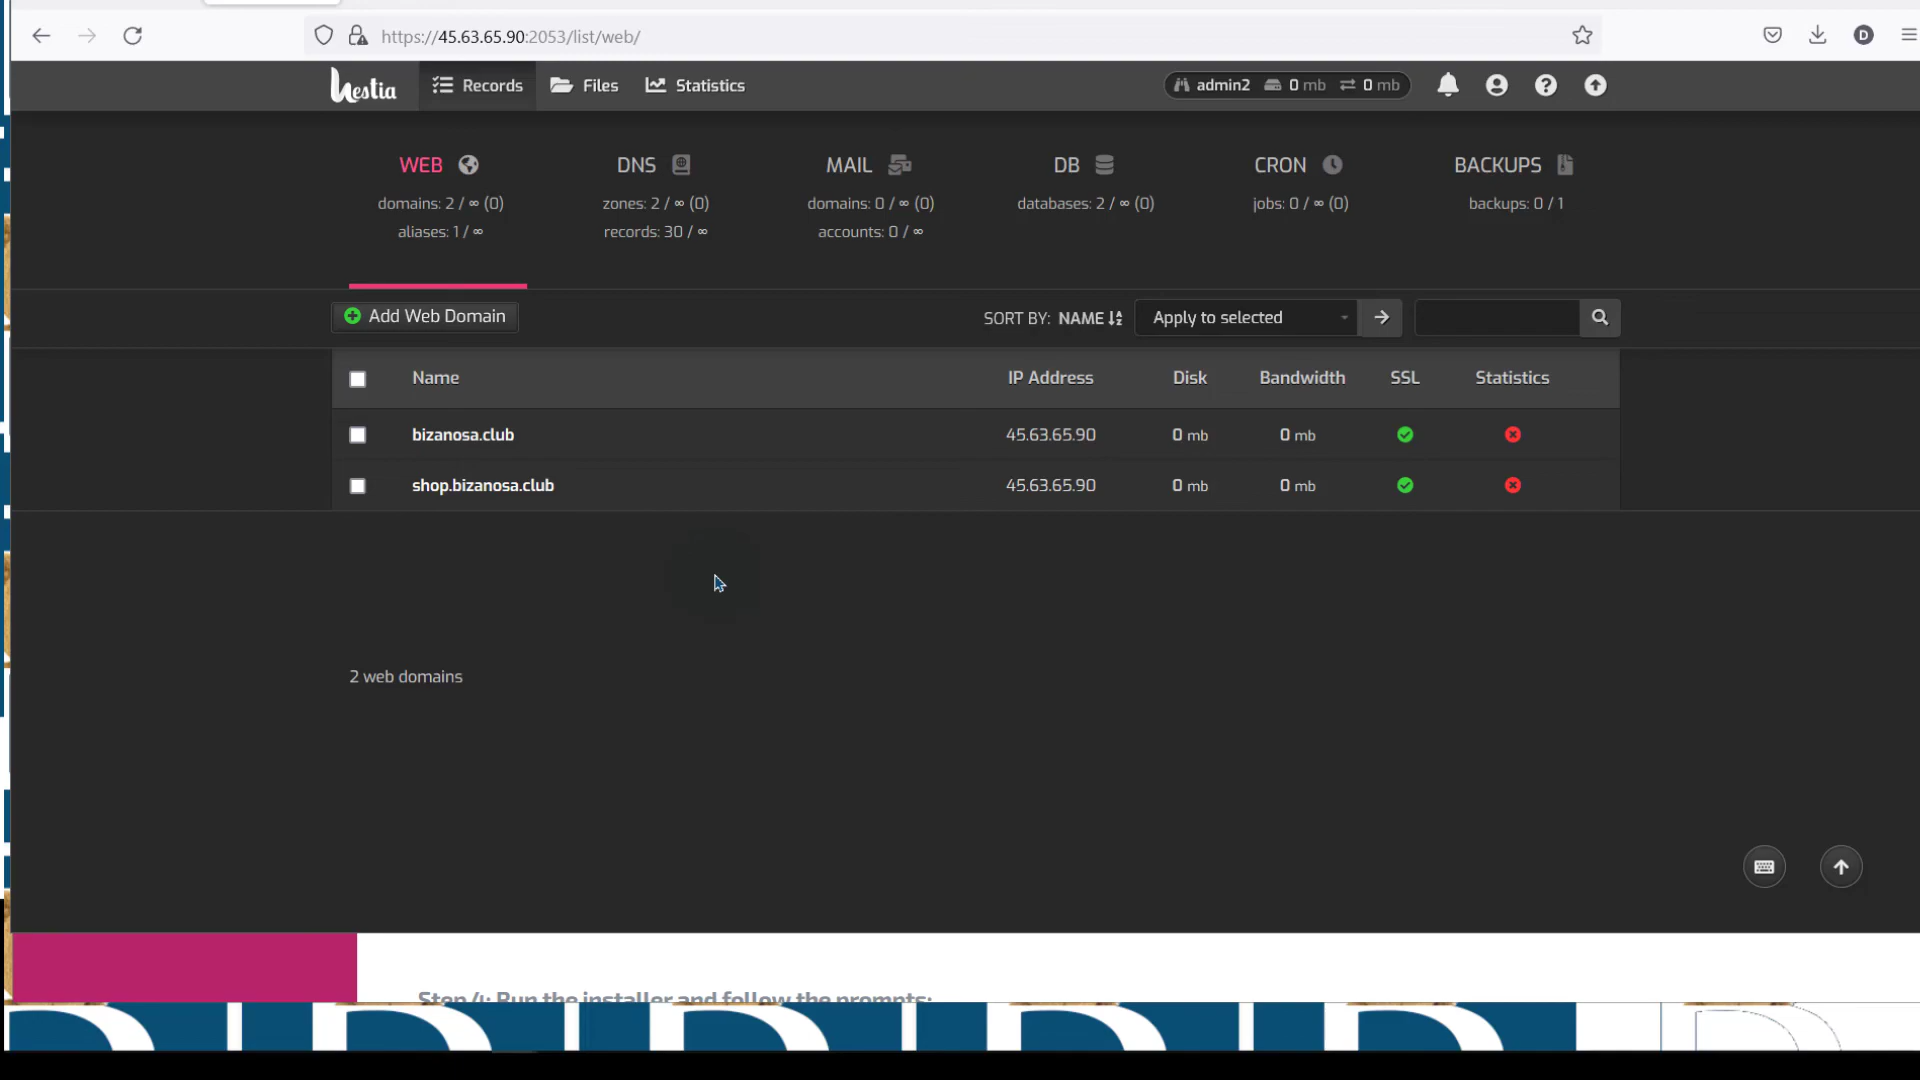 https://45.63.65.90:2053/list/web/
D
hestia
Records
Files
Statistics
admin2 0 mb 0 mb
WEB
domains: 2 / ∞ (0)
aliases: 1 / ∞
DNS
zones: 2 / ∞ (0)
records: 30 / ∞
MAIL
domains: 0 / ∞ (0)
accounts: 0 / ∞
DB
databases: 2 / ∞ (0)
CRON
jobs: 0 / ∞ (0)
BACKUPS
backups: 0 / 1
Add Web Domain
SORT BY: NAME
Apply to selected
Name IP Address Disk Bandwidth SSL Statistics
bizanosa.club 45.63.65.90 0 mb 0 mb
shop.bizanosa.club 45.63.65.90 0 mb 0 mb
2 web domains
Step 4: Run the installer and follow the prompts: